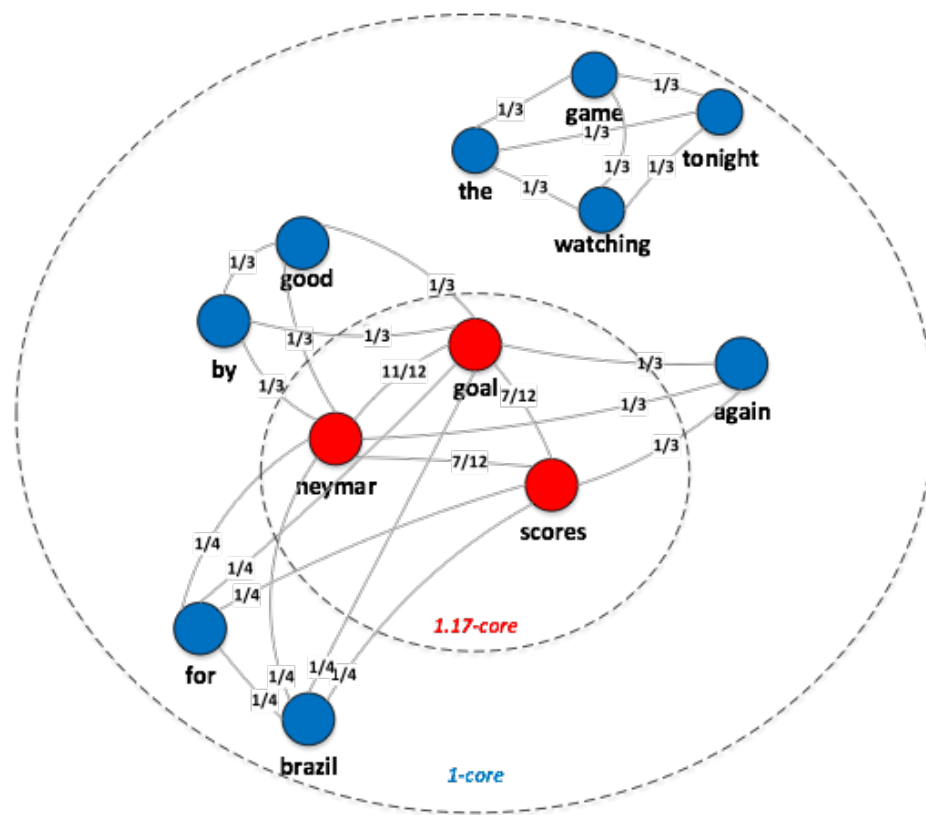 1/3
game
1/3
1/3
tonight
the
1/3
1/3
1/3
watching
good
1/3
1/3
1/3
1/3
by
11/12
goal
1/3
7/12
1/3
1/3
again
1/3
neymar
7/12
scores
1/4
1/4
1/4
1.17-core
for
1/4
1/4
1/4
1/4
brazil
1-core